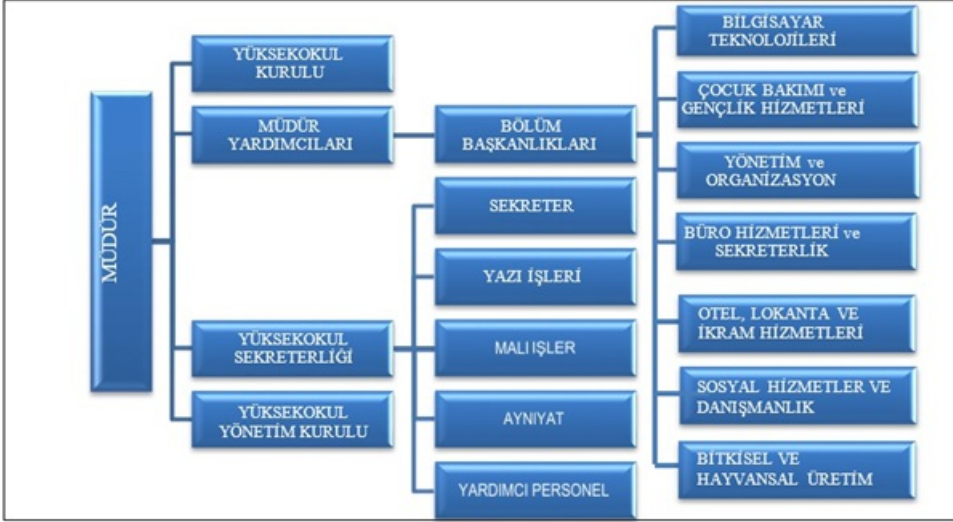 MÜDÜR
YÜKSEKOKUL
KURULU
MÜDÜR
YARDIMCILARI
YÜKSEKOKUL
SEKRETERLİĞİ
YÜKSEKOKUL
YÖNETİM KURULU
BÖLÜM
BAŞKANLIKLARI
SEKRETER
YAZI İŞLERİ
MALI IŞLER
AYNIYAT
YARDIMCI PERSONEL
BİLGİSAYAR
TEKNOLOJİLERİ
ÇOCUK BAKIMI ve
GENÇLİK HİZMETLERİ
YÖNETİM ve
ORGANİZASYON
BÜRO HİZMETLERİ ve
SEKRETERLİK
OTEL, LOKANTA VE
İKRAM HİZMETLERİ
SOSYAL HİZMETLER VE
DANIŞMANLIK
BİTKİSEL VE
HAYVANSAL ÜRETİM